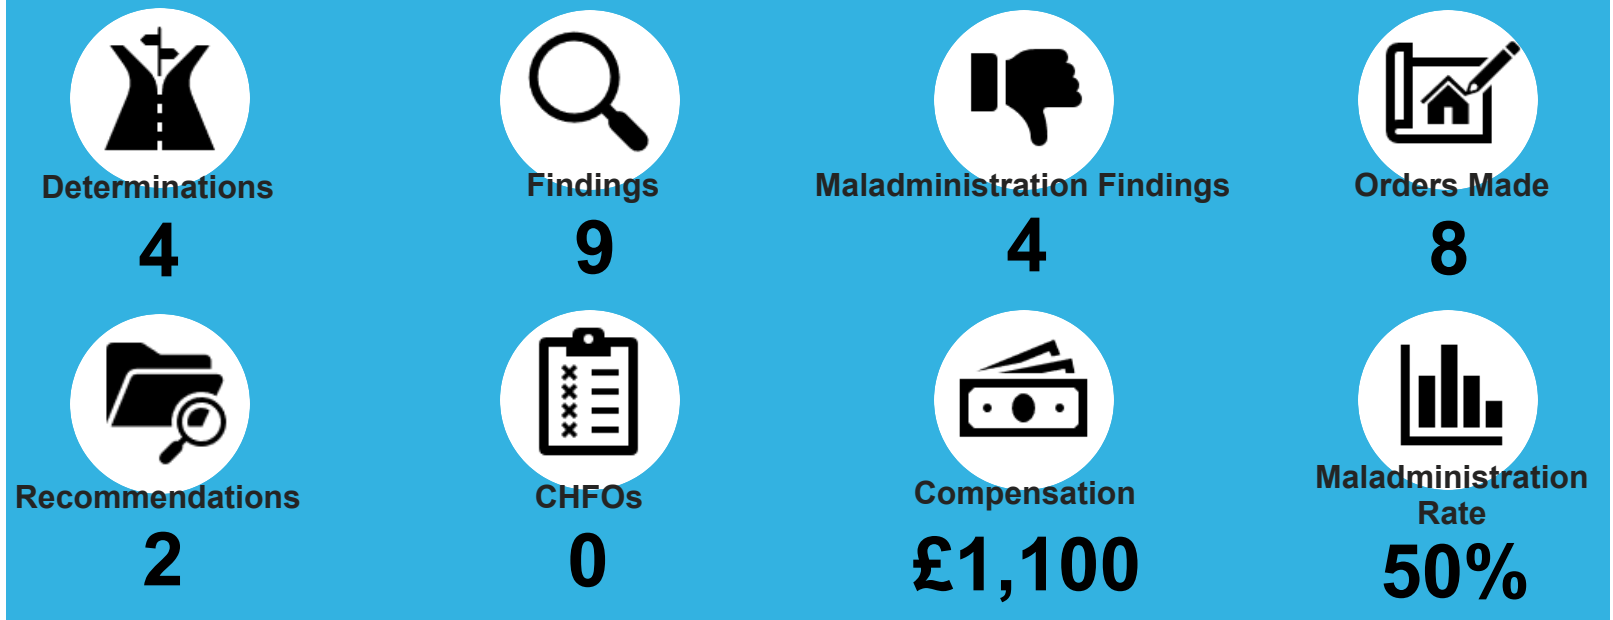 Determinations
4
Findings
9
Maladministration Findings
4
Orders Made
8
Recommendations
2
CHFOs
0
Compensation
£1,100
Maladministration
Rate
50%